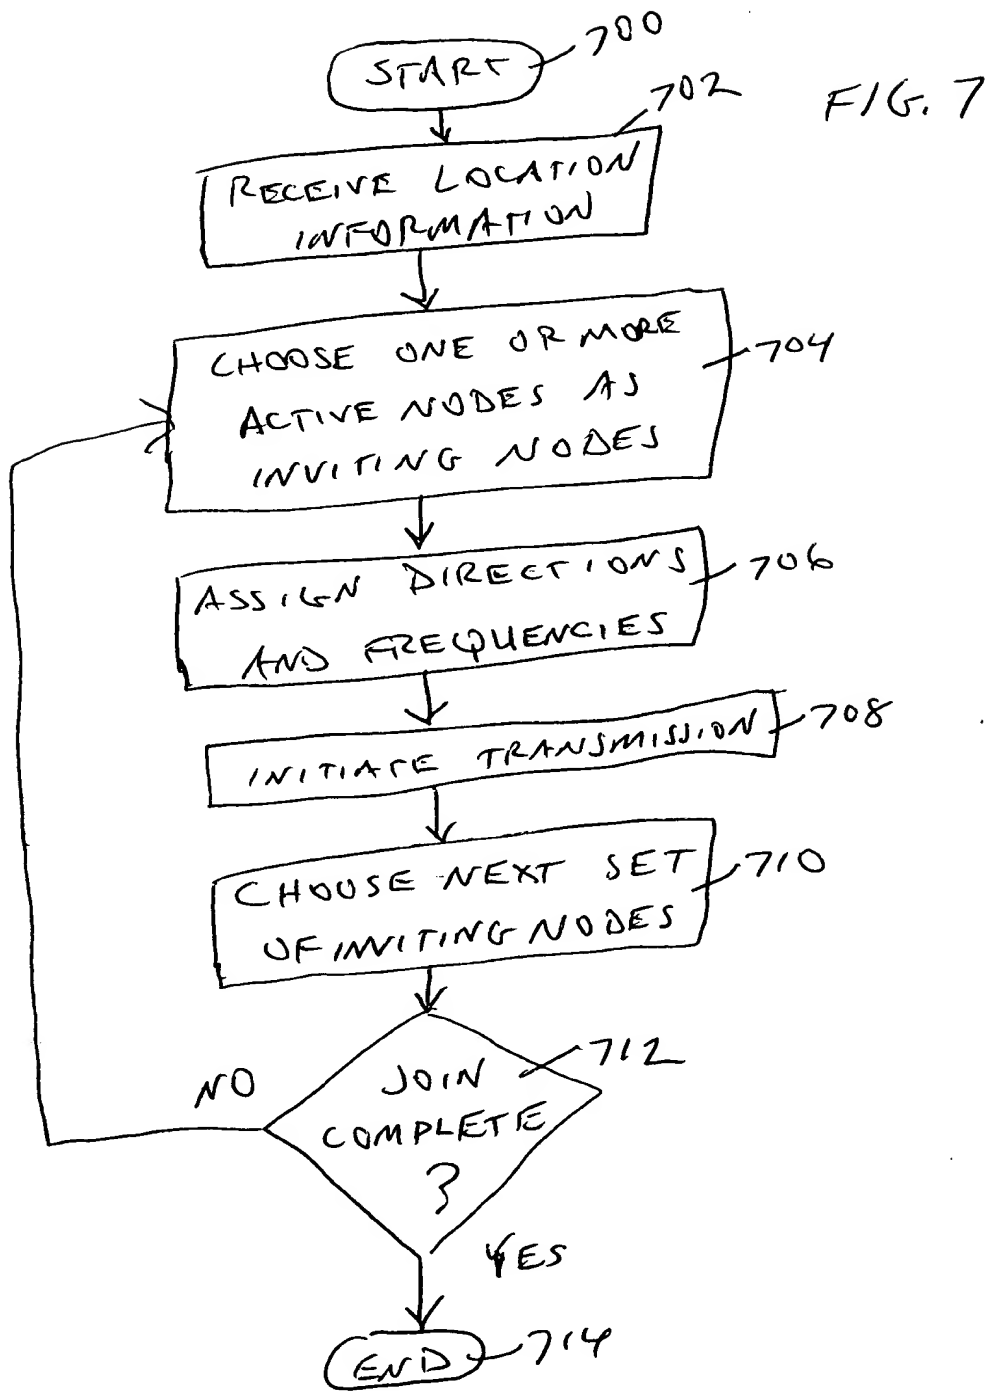 START
700
FIG. 7
702
RECEIVE LOCATION
INFORMATION
CHOOSE ONE OR MORE
ACTIVE NODES AS
INVITING NODES
704
ASSIGN DIRECTIONS
AND FREQUENCIES
706
INITIATE TRANSMISSION
708
CHOOSE NEXT SET
OF INVITING NODES
710
JOIN
COMPLETE
?
712
NO
YES
END
714